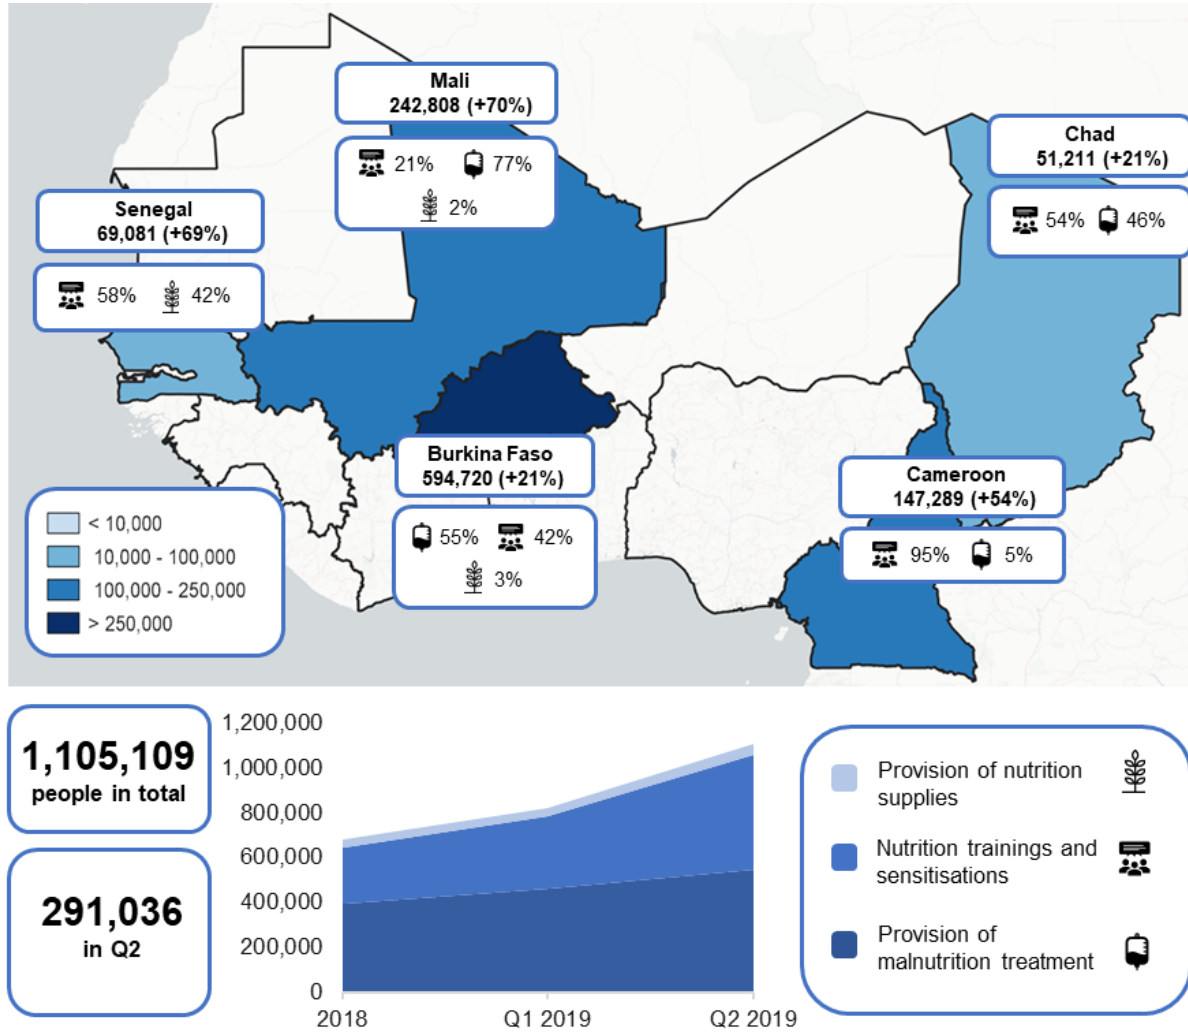 Mali
242,808 (+70%)
21%
77%
2%
Chad
51,211 (+21%)
54%
46%
Senegal
69,081 (+69%)
58%
42%
Burkina Faso
594,720 (+21%)
55%
42%
3%
Cameroon
147,289 (+54%)
95%
5%
< 10,000
10,000 - 100,000
100,000 - 250,000
> 250,000
1,105,109
people in total
291,036
in Q2
1,200,000
1,000,000
800,000
600,000
400,000
200,000
0
2018
Q1 2019
Q2 2019
Provision of nutrition
supplies
Nutrition trainings and
sensitisations
Provision of
malnutrition treatment